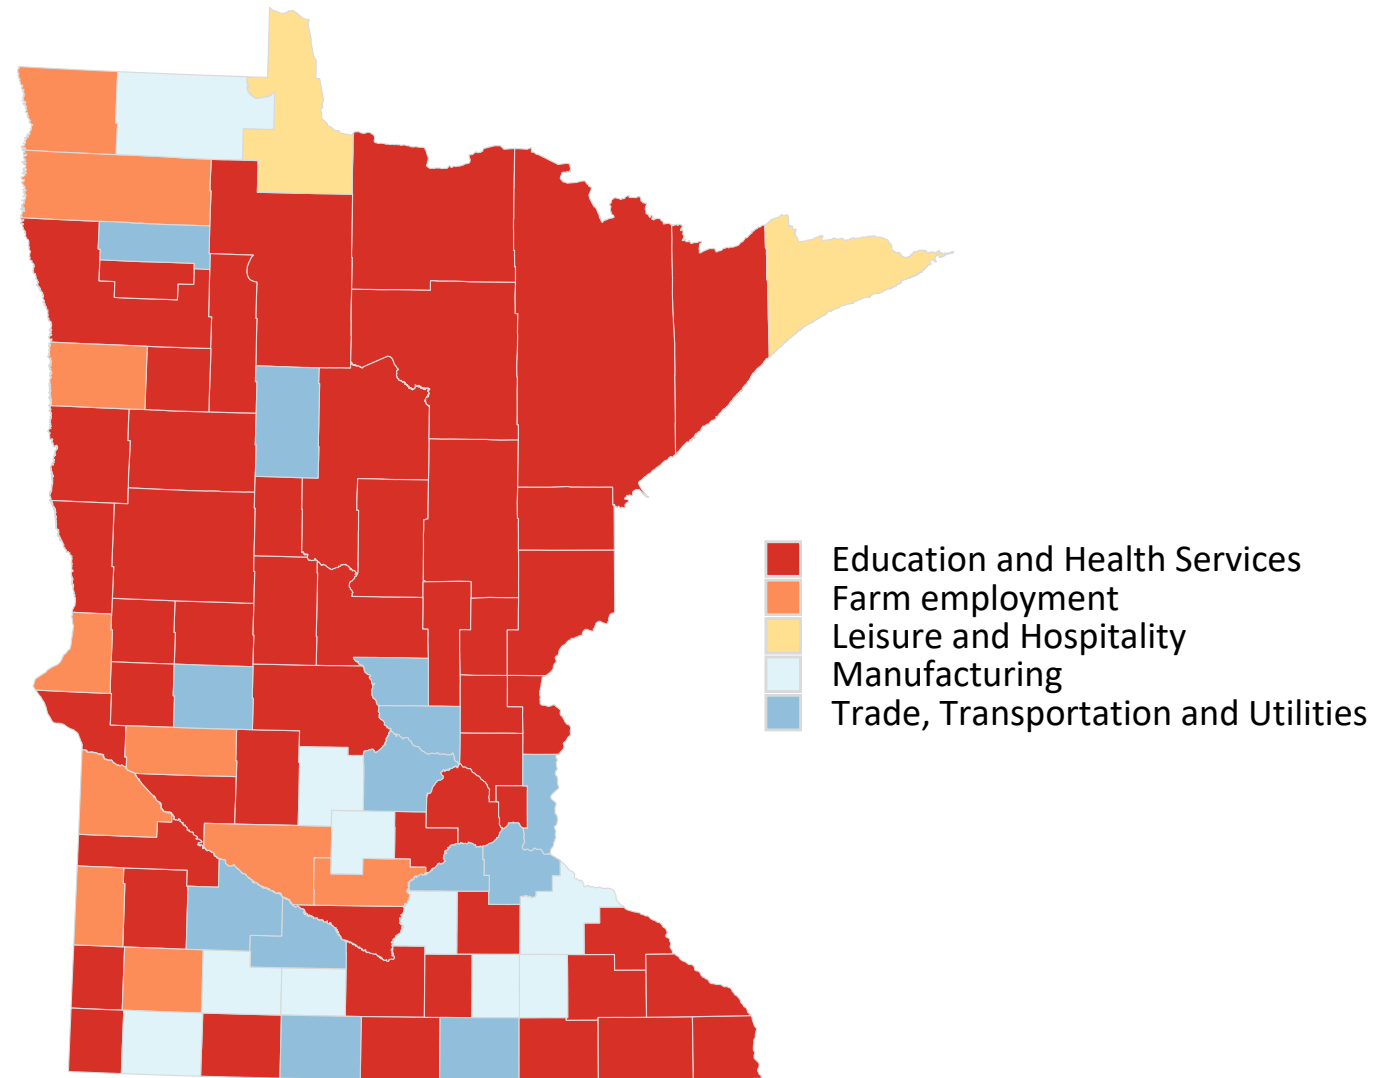 Education and Health Services
Farm employment
Leisure and Hospitality
Manufacturing
Trade, Transportation and Utilities